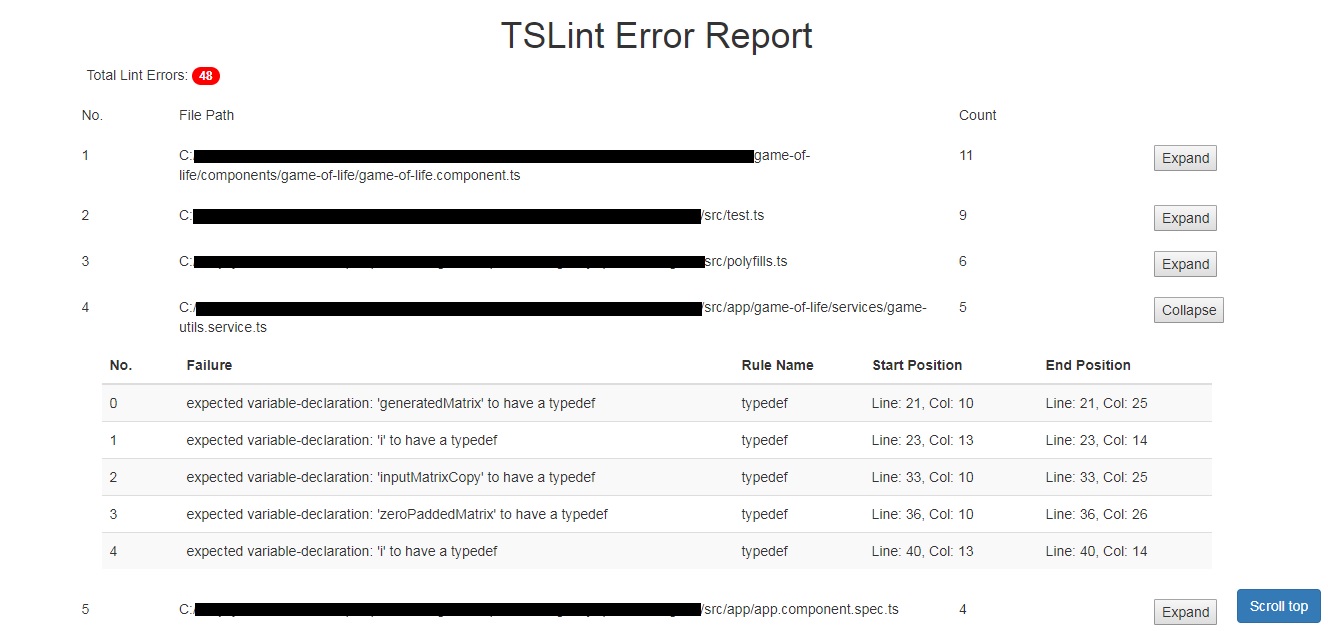 TSLint Error Report
Total Lint Errors: 48
No. File Path Count
1 C: game-of- 11 Expand
life/components/game-of-life/game-of-life.component.ts
2 C: /src/test.ts 9 Expand
3 C: src/polyfills.ts 6 Expand
4 C:/ /src/app/game-of-life/services/game- 5 Collapse
utils.service.ts
No. Failure Rule Name Start Position End Position
0 expected variable-declaration: 'generatedMatrix' to have a typedef typedef Line: 21, Col: 10 Line: 21, Col: 25
1 expected variable-declaration: 'i' to have a typedef typedef Line: 23, Col: 13 Line: 23, Col: 14
2 expected variable-declaration: 'inputMatrixCopy' to have a typedef typedef Line: 33, Col: 10 Line: 33, Col: 25
3 expected variable-declaration: 'zeroPaddedMatrix' to have a typedef typedef Line: 36, Col: 10 Line: 36, Col: 26
4 expected variable-declaration: 'i' to have a typedef typedef Line: 40, Col: 13 Line: 40, Col: 14
5 C:/ /src/app/app.component.spec.ts 4 Expand
Scroll top